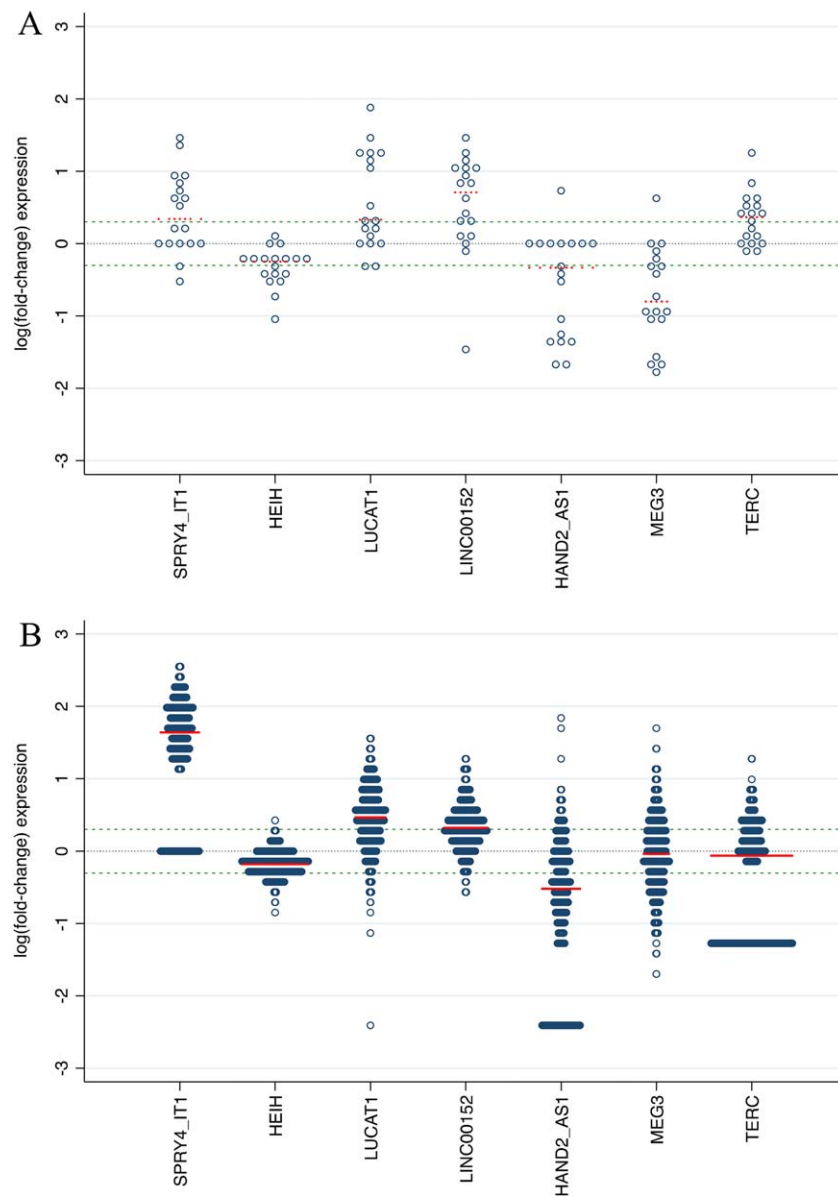 A
log(fold-change) expression
3
2
1
0
-1
-2
-3
SPRY4_IT1
HEIH
LUCAT1
LINC00152
HAND2_AS1
MEG3
TERC
B
log(fold-change) expression
3
2
1
0
-1
-2
-3
SPRY4_IT1
HEIH
LUCAT1
LINC00152
HAND2_AS1
MEG3
TERC